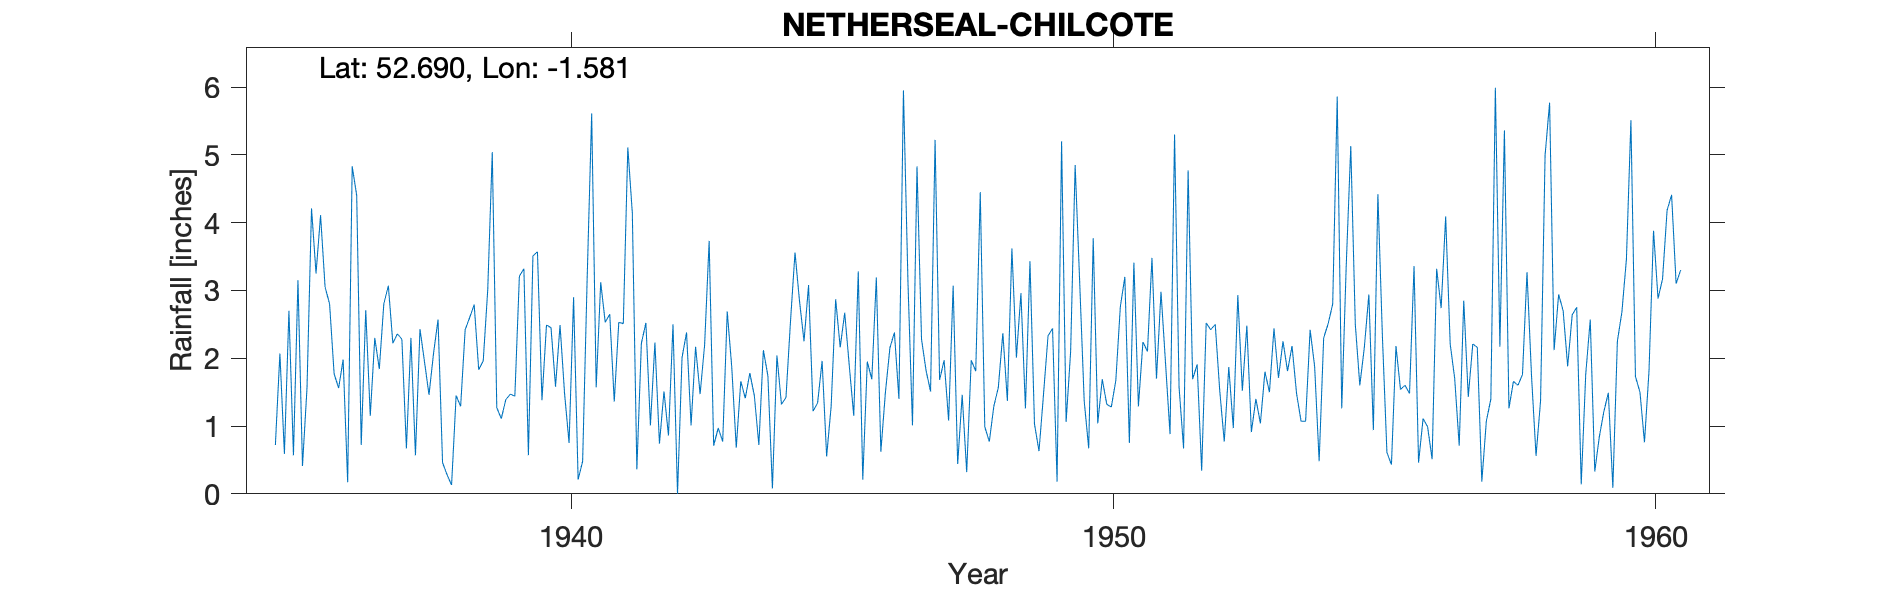 NETHERSEAL-CHILCOTE
Lat: 52.690, Lon: -1.581
Rainfall [inches]
6
5
4
3
2
1
0
1940 1950 1960
Year